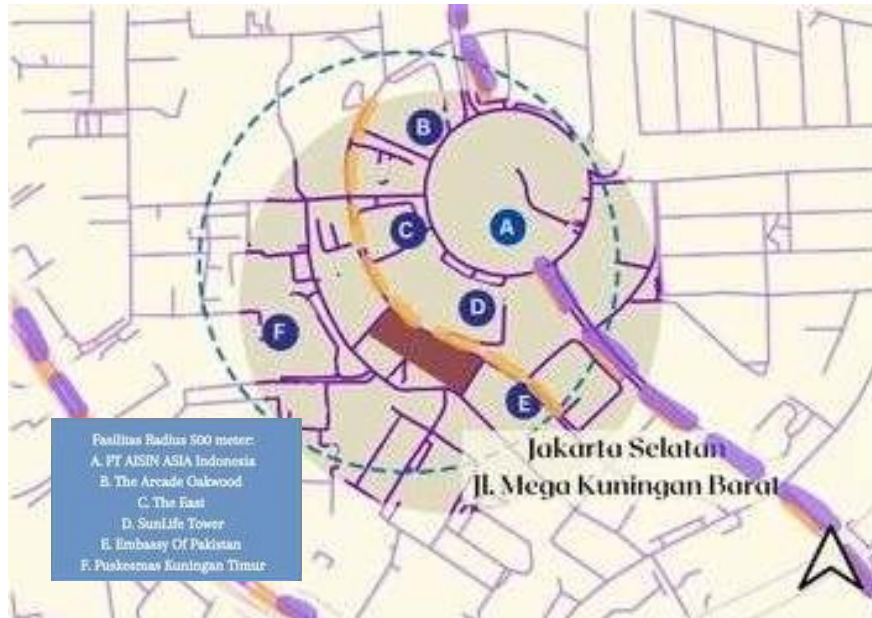 B
C
A
D
F
E
Jakarta Selatan
Jl. Mega Kuningan Barat
Fasilitas Radius 500 meter:
A. PT AISIN ASIA Indonesia
B. The Arcade Oakwood
C. The East
D. SunLife Tower
E. Embaasy Of Pakistan
F. Puskesmas Kuningan Timur